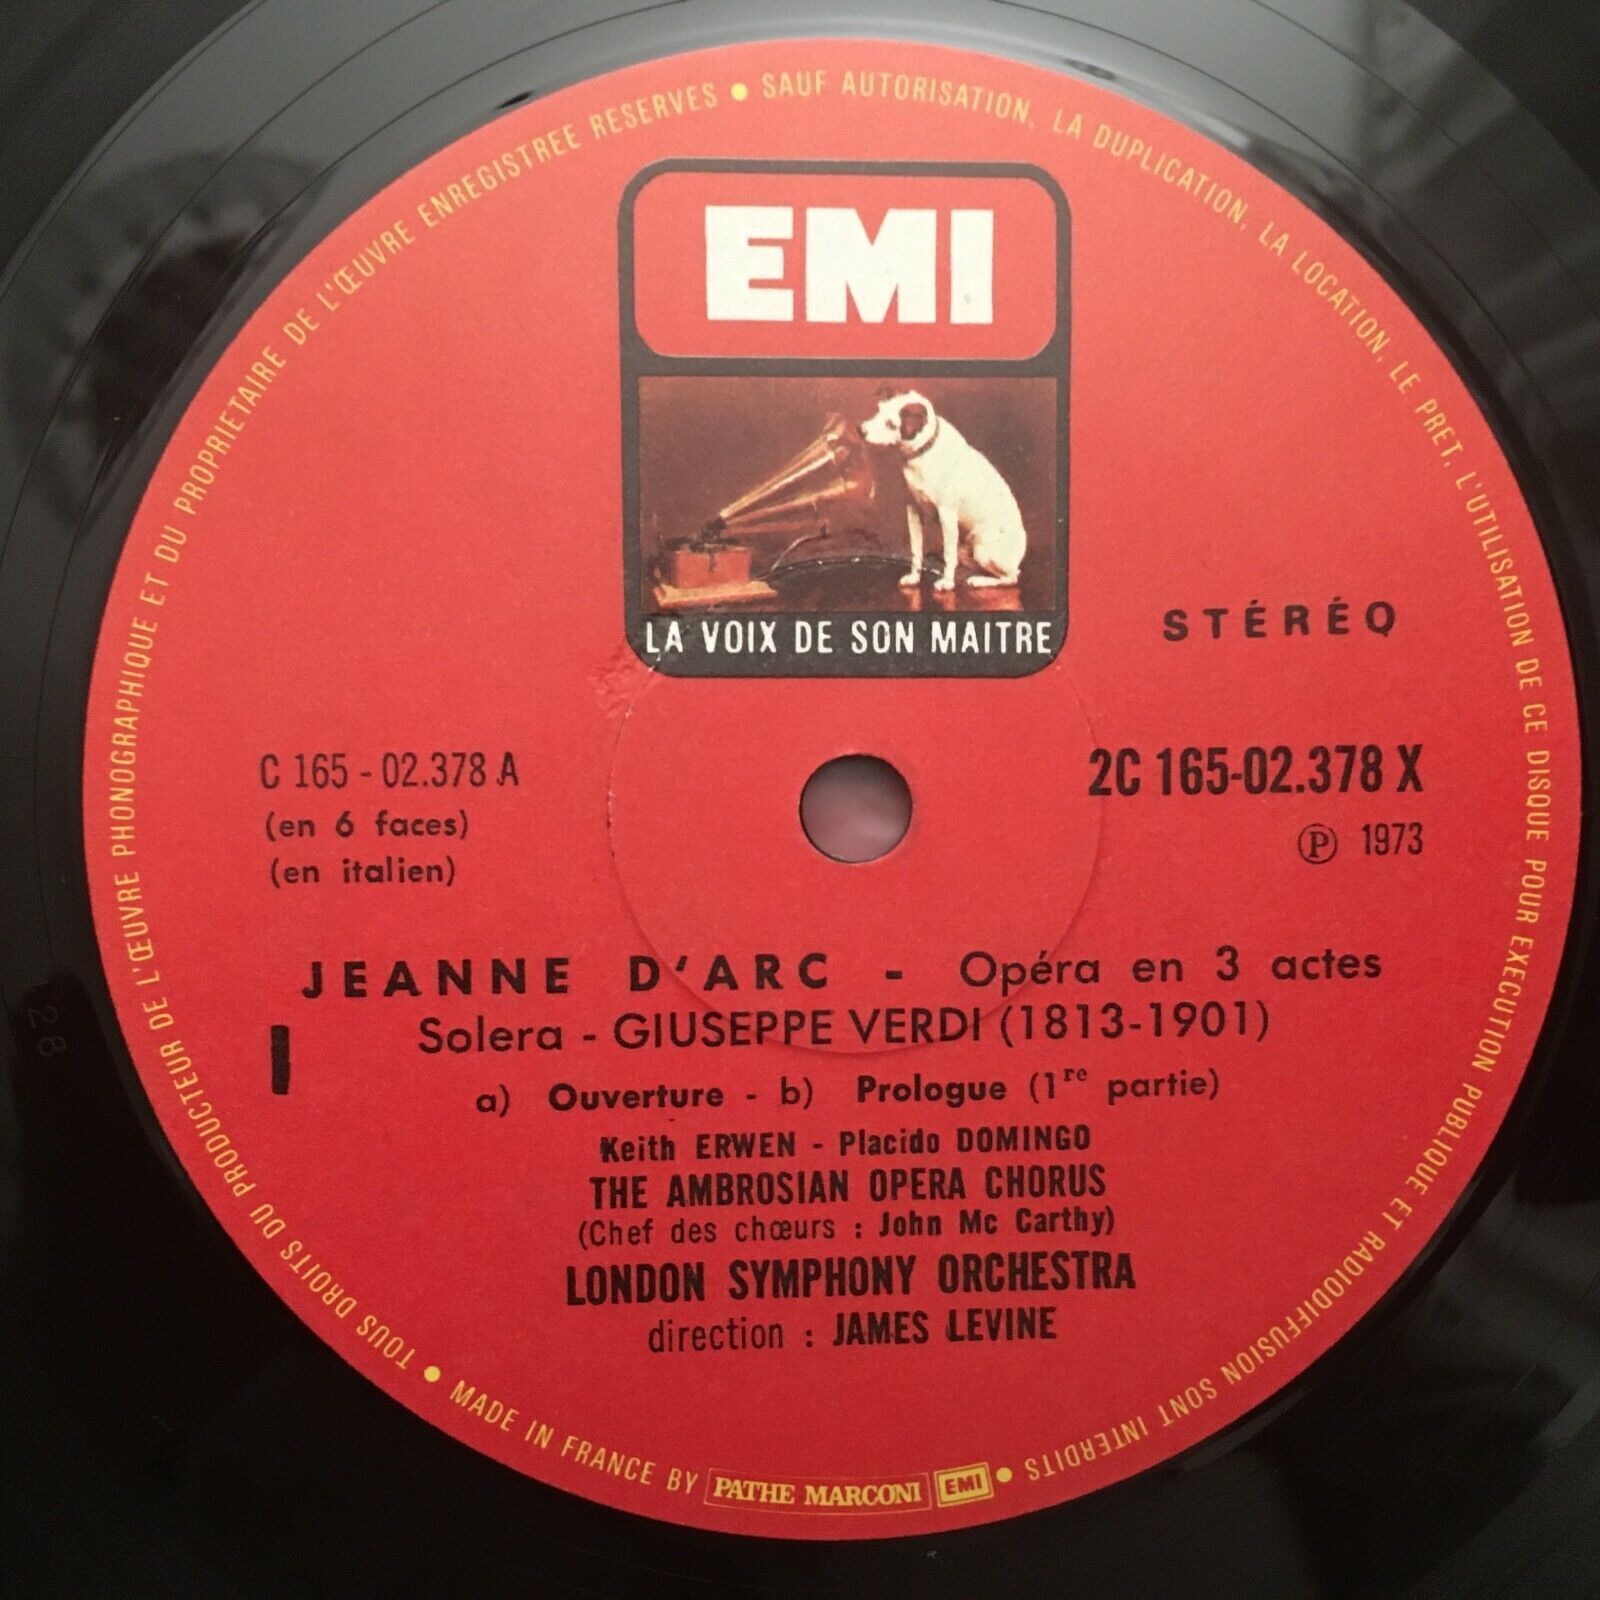 TOUS DROITS DU PRODUCTEUR DE L'ŒUVRE PHONOGRAPHIQUE ET DU PROPRIETAIRE DE L'ŒUVRE ENREGISTREE RESERVES • SAUF AUTORISATION, LA DUPLICATION, LA LOCATION, LE PRET, L'UTILISATION DE CE DISQUE POUR EXECUTION PUBLIQUE ET RADIODIFFUSION SONT INTERDITS •
EMI
LA VOIX DE SON MAITRE
STÉRÉO
C 165 - 02.378 A
(en 6 faces)
(en italien)
2C 165-02.378 X
℗ 1973
JEANNE D'ARC - Opéra en 3 actes
Solera - GIUSEPPE VERDI (1813-1901)
I
a) Ouverture - b) Prologue (1re partie)
Keith ERWEN - Placido DOMINGO
THE AMBROSIAN OPERA CHORUS
(Chef des chœurs : John Mc Carthy)
LONDON SYMPHONY ORCHESTRA
direction : JAMES LEVINE
• MADE IN FRANCE BY PATHE MARCONI EMI
28